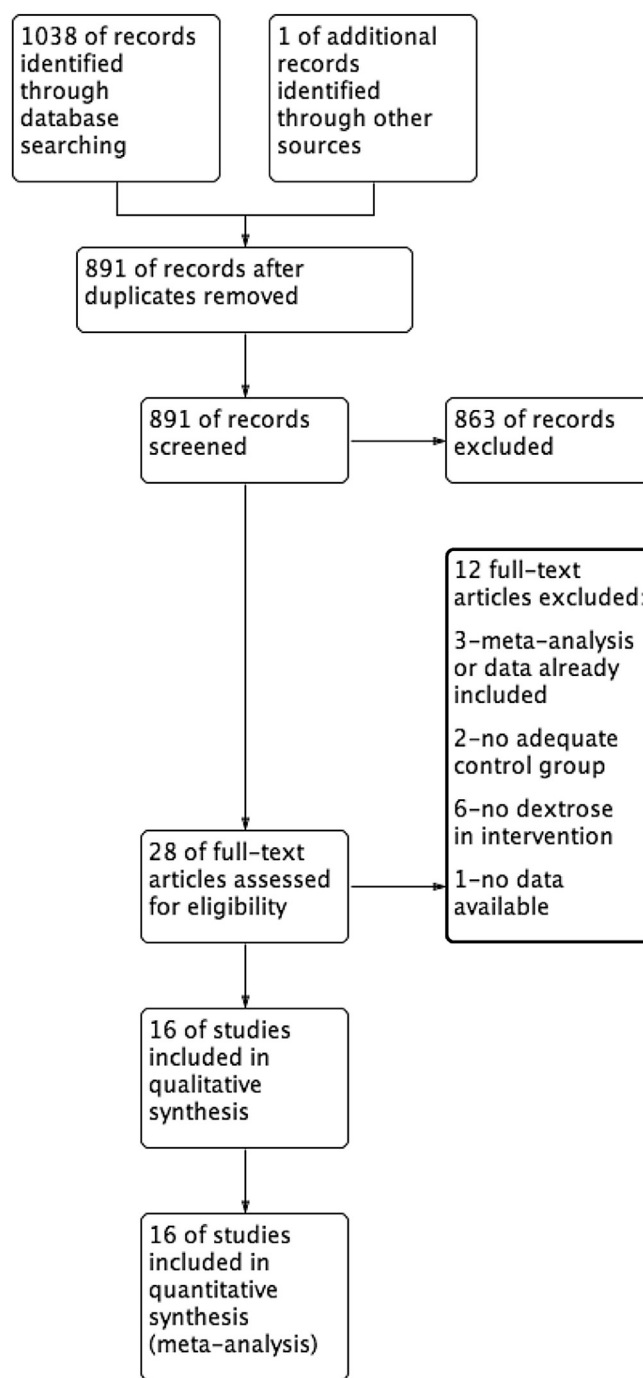 1038 of records
identified
through
database
searching
1 of additional
records
identified
through other
sources
891 of records after
duplicates removed
891 of records
screened
863 of records
excluded
12 full-text
articles excluded:
3-meta-analysis
or data already
included
2-no adequate
control group
6-no dextrose
in intervention
1-no data
available
28 of full-text
articles assessed
for eligibility
16 of studies
included in
qualitative
synthesis
16 of studies
included in
quantitative
synthesis
(meta-analysis)